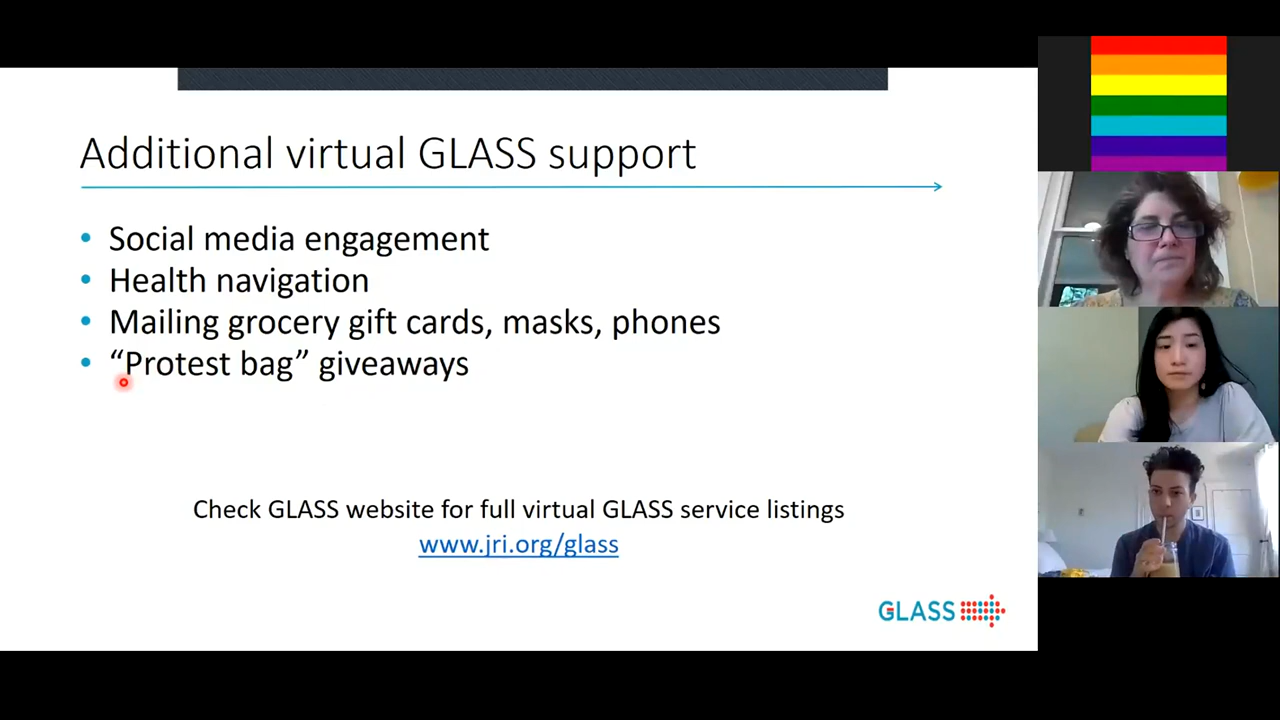 Additional virtual GLASS support
• Social media engagement
• Health navigation
• Mailing grocery gift cards, masks, phones
• “Protest bag” giveaways
Check GLASS website for full virtual GLASS service listings
www.jri.org/glass
GLASS